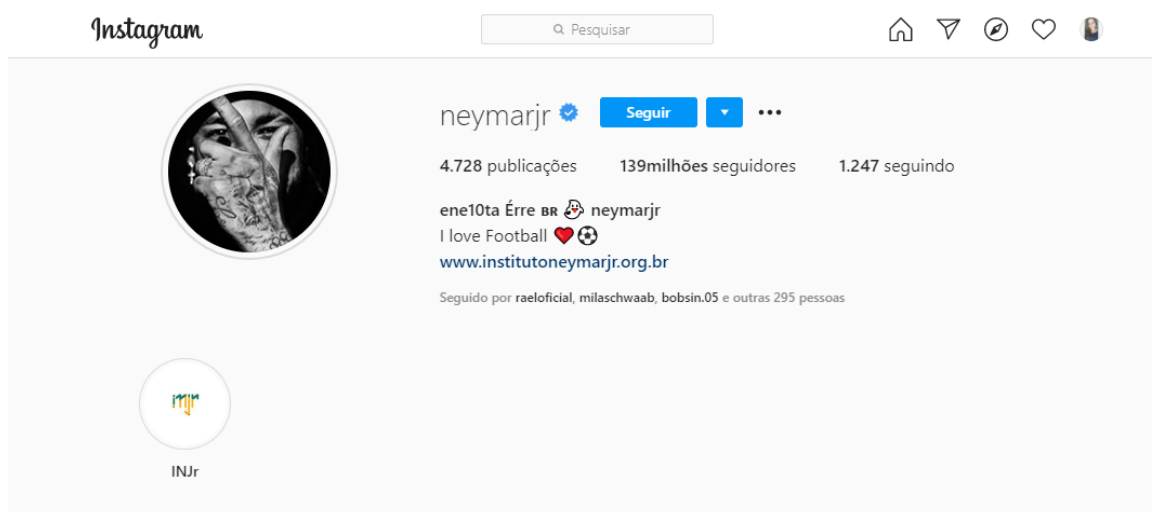 Instagram
Pesquisar
neymarjr Seguir
4.728 publicações 139milhões seguidores 1.247 seguindo
ene10ta Érre BR neymarjr
I love Football
www.institutoneymarjr.org.br
Seguido por raeloficial, milaschwaab, bobsin.05 e outras 295 pessoas
injr
INJr